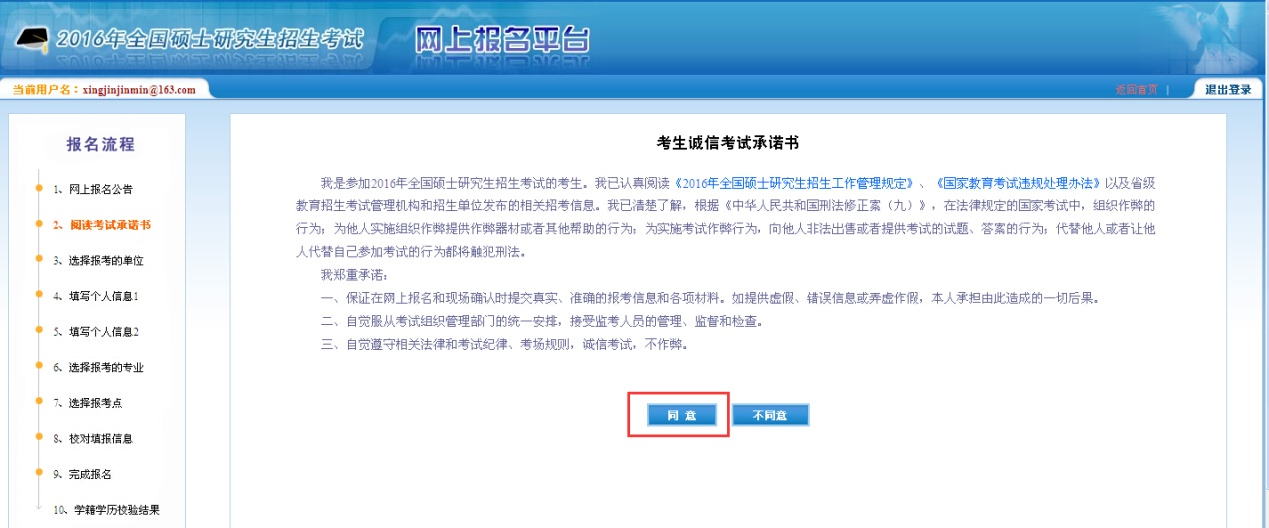 2016年全国硕士研究生招生考试 网上报名平台
当前用户名：xingjinjinmin@163.com 返回首页 | 退出登录
报名流程
1、网上报名公告
2、阅读考试承诺书
3、选择报考的单位
4、填写个人信息1
5、填写个人信息2
6、选择报考的专业
7、选择报考点
8、校对填报信息
9、完成报名
10、学籍学历校验结果
考生诚信考试承诺书
我是参加2016年全国硕士研究生招生考试的考生。我已认真阅读《2016年全国硕士研究生招生工作管理规定》、《国家教育考试违规处理办法》以及省级
教育招生考试管理机构和招生单位发布的相关招考信息。我已清楚了解，根据《中华人民共和国刑法修正案（九）》，在法律规定的国家考试中，组织作弊的
行为；为他人实施组织作弊提供作弊器材或者其他帮助的行为；为实施考试作弊行为，向他人非法出售或者提供考试的试题、答案的行为；代替他人或者让他
人代替自己参加考试的行为都将触犯刑法。
我郑重承诺：
一、保证在网上报名和现场确认时提交真实、准确的报考信息和各项材料。如提供虚假、错误信息或弄虚作假，本人承担由此造成的一切后果。
二、自觉服从考试组织管理部门的统一安排，接受监考人员的管理、监督和检查。
三、自觉遵守相关法律和考试纪律、考场规则，诚信考试，不作弊。
同 意 不同意